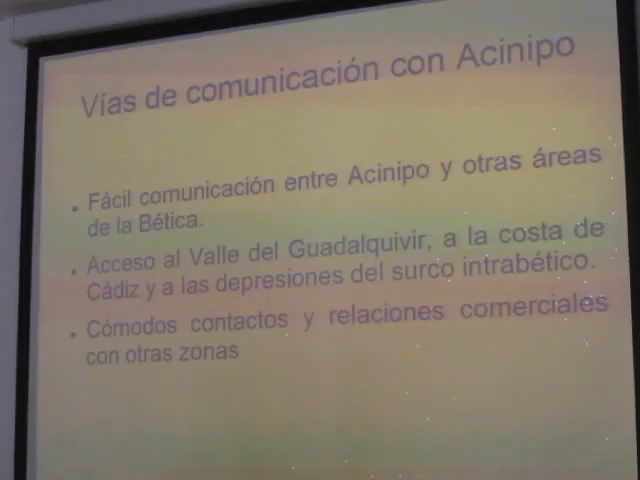 Vías de comunicación con Acinipo
• Fácil comunicación entre Acinipo y otras áreas
de la Bética.
• Acceso al Valle del Guadalquivir, a la costa de
Cádiz y a las depresiones del surco intrabético.
• Cómodos contactos y relaciones comerciales
con otras zonas